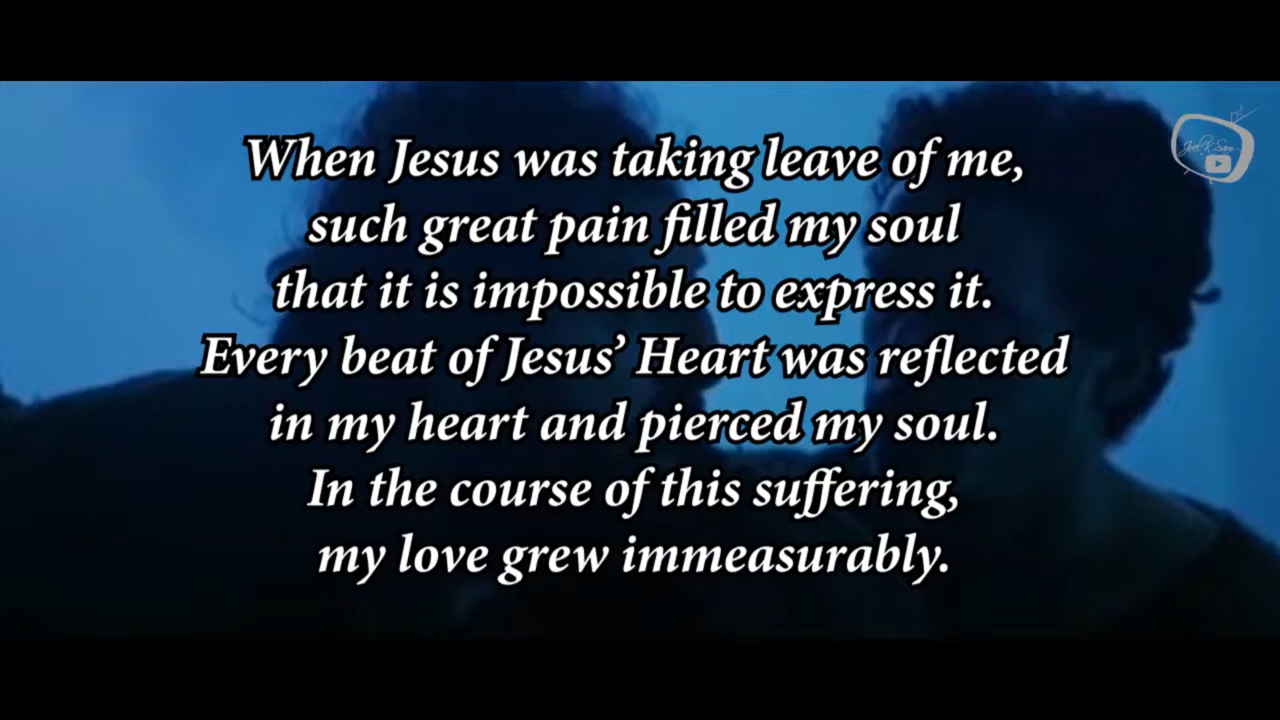 When Jesus was taking leave of me,
such great pain filled my soul
that it is impossible to express it.
Every beat of Jesus’ Heart was reflected
in my heart and pierced my soul.
In the course of this suffering,
my love grew immeasurably.